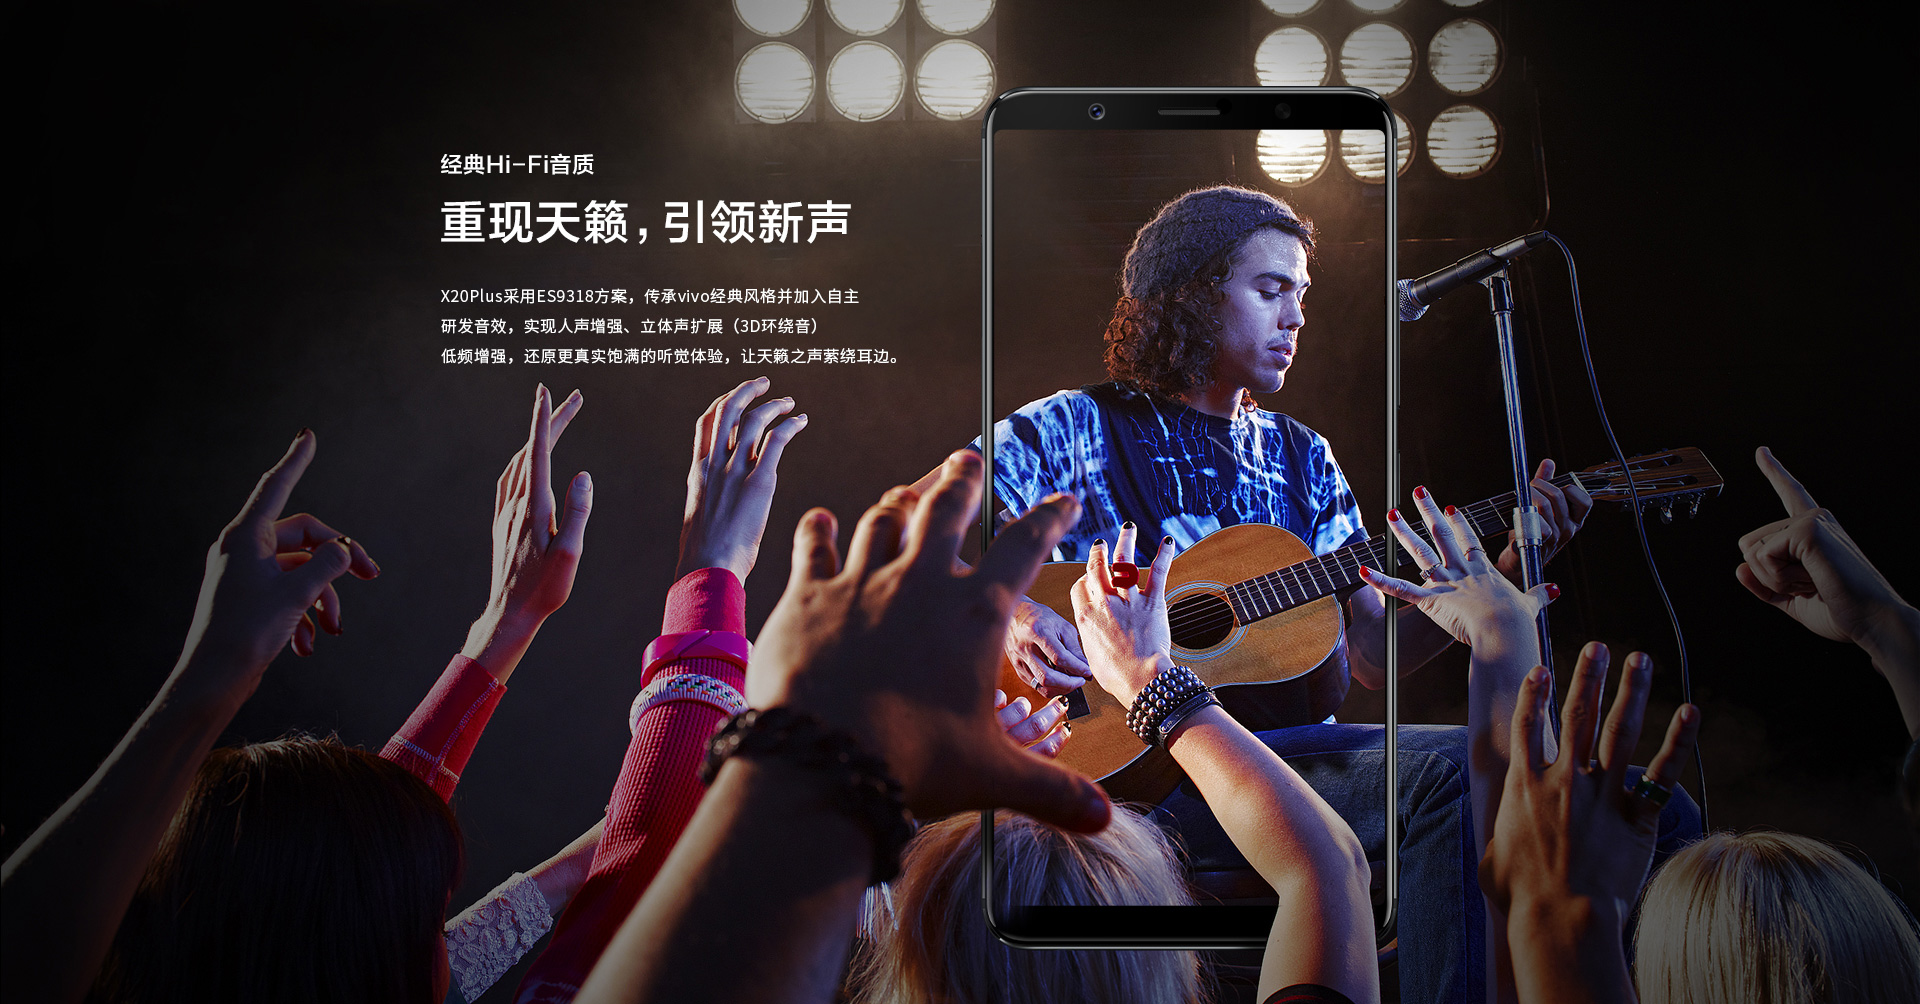 经典Hi-Fi音质
重现天籁，引领新声
X20Plus采用ES9318方案，传承vivo经典风格并加入自主
研发音效，实现人声增强、立体声扩展（3D环绕音）
低频增强，还原更真实饱满的听觉体验，让天籁之声萦绕耳边。